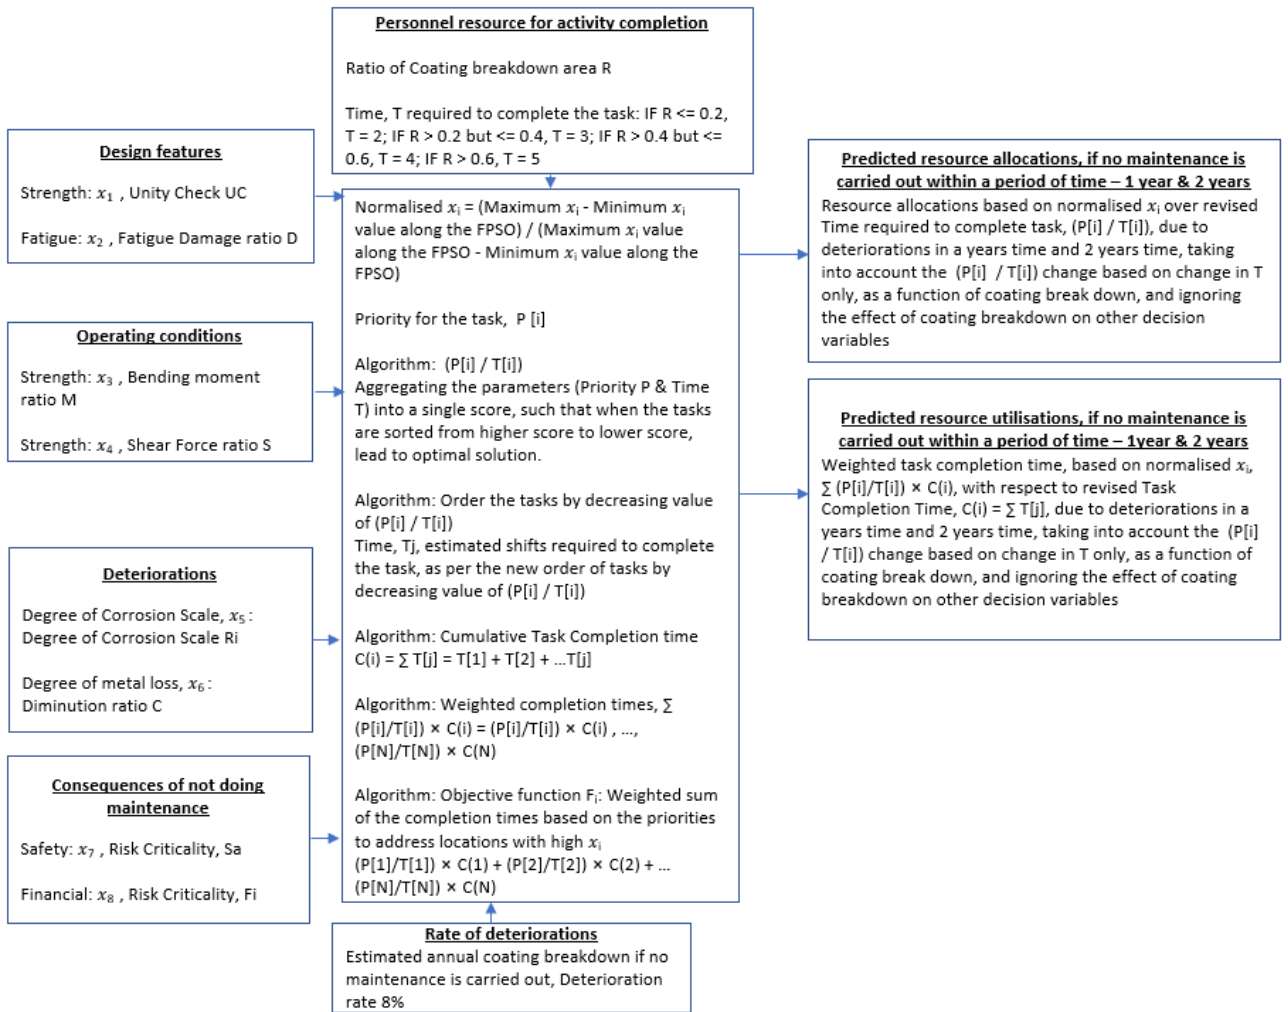 Personnel resource for activity completion
Ratio of Coating breakdown area R
Time, T required to complete the task: IF R <= 0.2,
T = 2; IF R > 0.2 but <= 0.4, T = 3; IF R > 0.4 but <=
0.6, T = 4; IF R > 0.6, T = 5
Design features
Strength: x₁ , Unity Check UC
Fatigue: x₂ , Fatigue Damage ratio D
Operating conditions
Strength: x₃ , Bending moment
ratio M
Strength: x₄ , Shear Force ratio S
Deteriorations
Degree of Corrosion Scale, x₅ :
Degree of Corrosion Scale Ri
Degree of metal loss, x₆ :
Diminution ratio C
Consequences of not doing
maintenance
Safety: x₇ , Risk Criticality, Sa
Financial: x₈ , Risk Criticality, Fi
Normalised xᵢ = (Maximum xᵢ - Minimum xᵢ
value along the FPSO) / (Maximum xᵢ value
along the FPSO - Minimum xᵢ value along the
FPSO)
Priority for the task, P [i]
Algorithm: (P[i] / T[i])
Aggregating the parameters (Priority P & Time
T) into a single score, such that when the tasks
are sorted from higher score to lower score,
lead to optimal solution.
Algorithm: Order the tasks by decreasing value
of (P[i] / T[i])
Time, Tj, estimated shifts required to complete
the task, as per the new order of tasks by
decreasing value of (P[i] / T[i])
Algorithm: Cumulative Task Completion time
C(i) = ∑ T[j] = T[1] + T[2] + ...T[j]
Algorithm: Weighted completion times, ∑
(P[i]/T[i]) × C(i) = (P[i]/T[i]) × C(i) , ...,
(P[N]/T[N]) × C(N)
Algorithm: Objective function Fᵢ: Weighted sum
of the completion times based on the priorities
to address locations with high xᵢ
(P[1]/T[1]) × C(1) + (P[2]/T[2]) × C(2) + ...
(P[N]/T[N]) × C(N)
Rate of deteriorations
Estimated annual coating breakdown if no
maintenance is carried out, Deterioration
rate 8%
Predicted resource allocations, if no maintenance is
carried out within a period of time – 1 year & 2 years
Resource allocations based on normalised xᵢ over revised
Time required to complete task, (P[i] / T[i]), due to
deteriorations in a years time and 2 years time, taking
into account the (P[i] / T[i]) change based on change in T
only, as a function of coating break down, and ignoring
the effect of coating breakdown on other decision
variables
Predicted resource utilisations, if no maintenance is
carried out within a period of time – 1year & 2 years
Weighted task completion time, based on normalised xᵢ,
∑ (P[i]/T[i]) × C(i), with respect to revised Task
Completion Time, C(i) = ∑ T[j], due to deteriorations in a
years time and 2 years time, taking into account the (P[i]
/ T[i]) change based on change in T only, as a function of
coating break down, and ignoring the effect of coating
breakdown on other decision variables